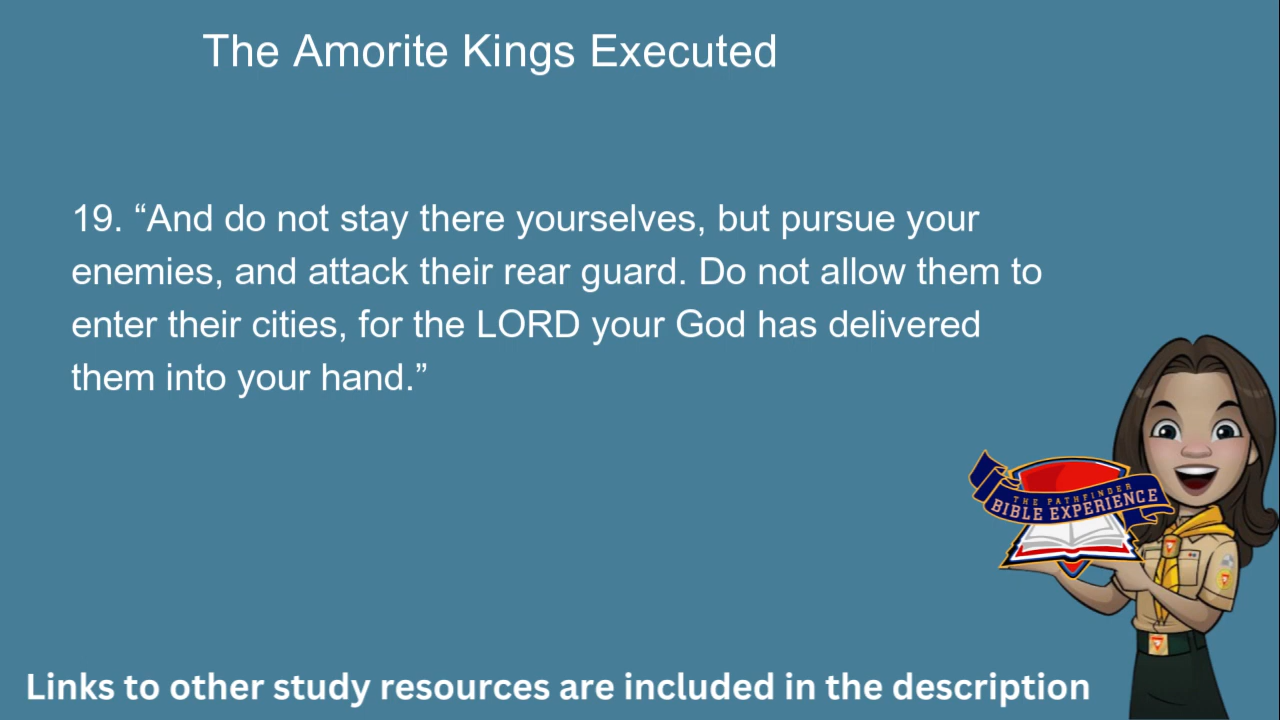 The Amorite Kings Executed
19. “And do not stay there yourselves, but pursue your
enemies, and attack their rear guard. Do not allow them to
enter their cities, for the LORD your God has delivered
them into your hand.”
THE PATHFINDER
BIBLE EXPERIENCE
Links to other study resources are included in the description